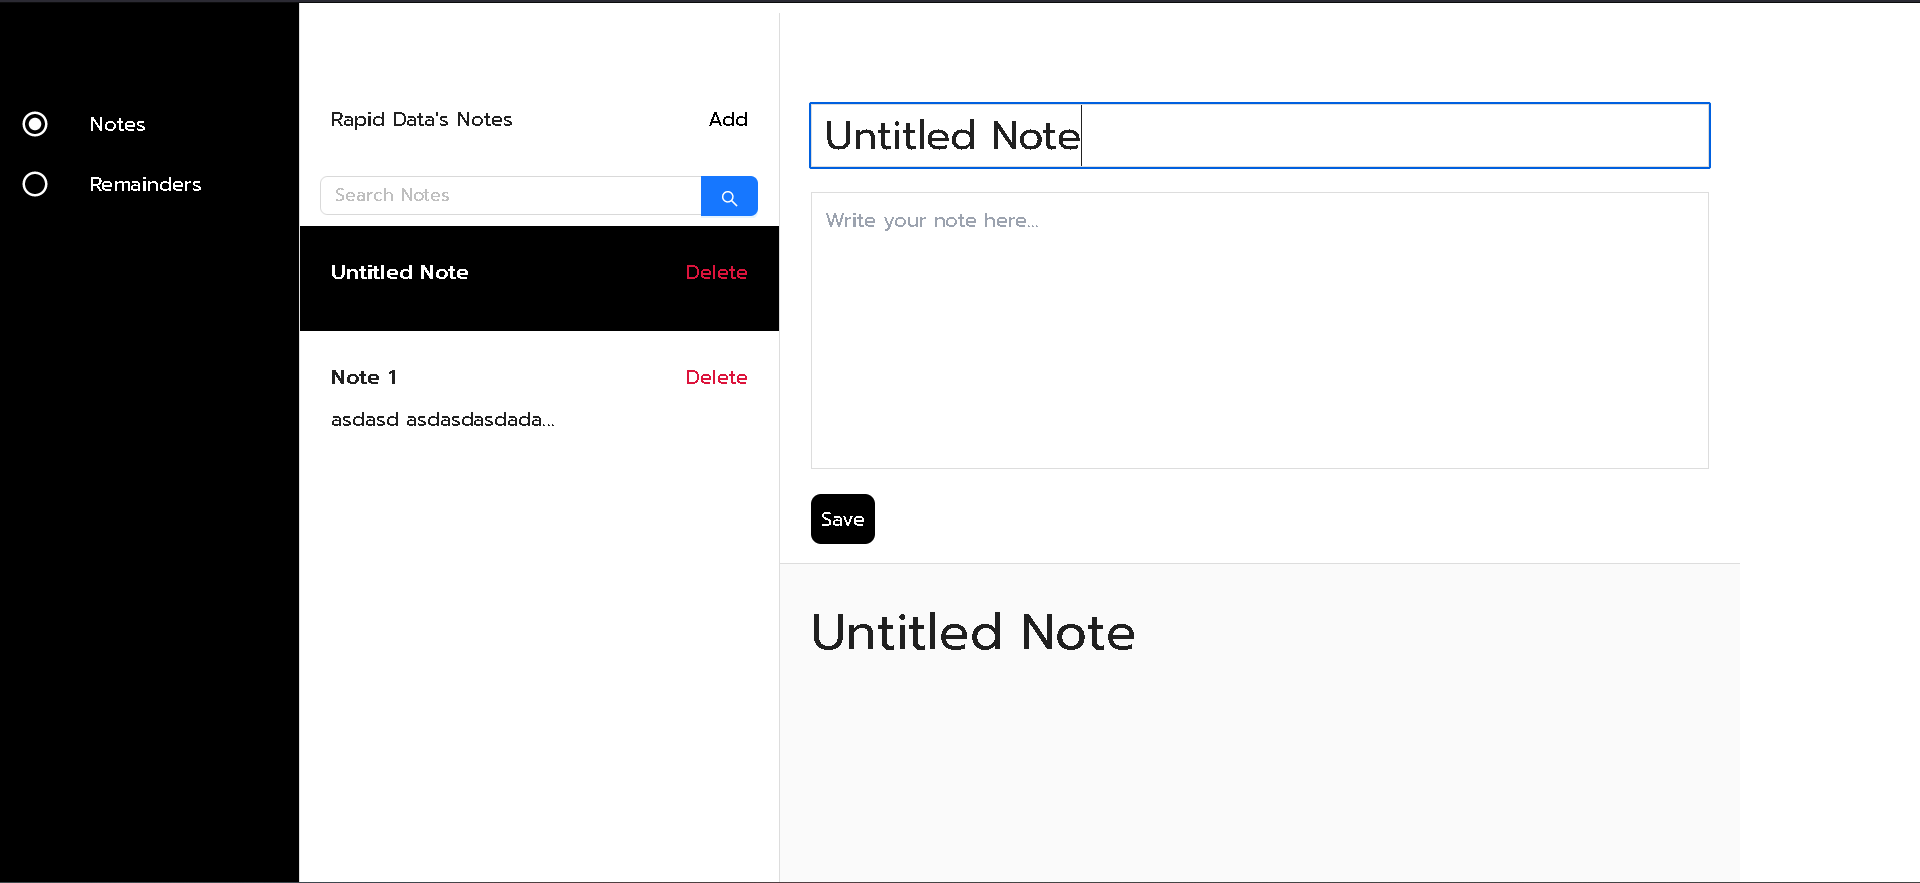 Notes
Remainders
Rapid Data's Notes
Add
Search Notes
Untitled Note
Delete
Note 1
Delete
asdasd asdasdasdada...
Untitled Note
Write your note here...
Save
Untitled Note